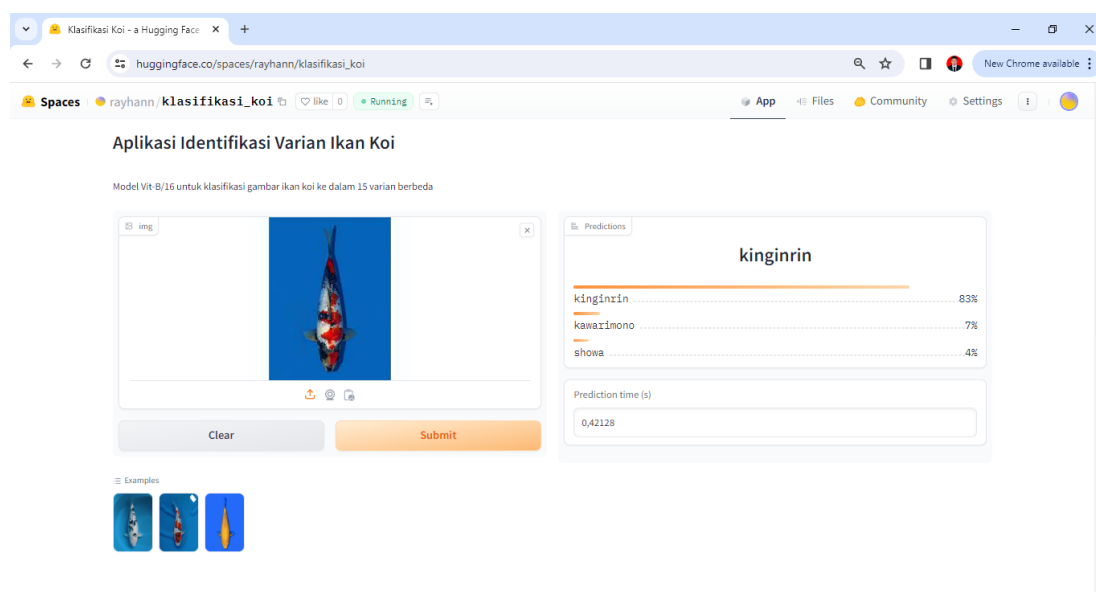 Klasifikasi Koi - a Hugging Face
huggingface.co/spaces/rayhann/klasifikasi_koi
New Chrome available
Spaces
rayhann/klasifikasi_koi
like 0
Running
App
Files
Community
Settings
Aplikasi Identifikasi Varian Ikan Koi
Model Vit-B/16 untuk klasifikasi gambar ikan koi ke dalam 15 varian berbeda
img
Clear
Submit
Examples
Predictions
kinginrin
kinginrin 83%
kawarimono 7%
showa 4%
Prediction time (s)
0,42128